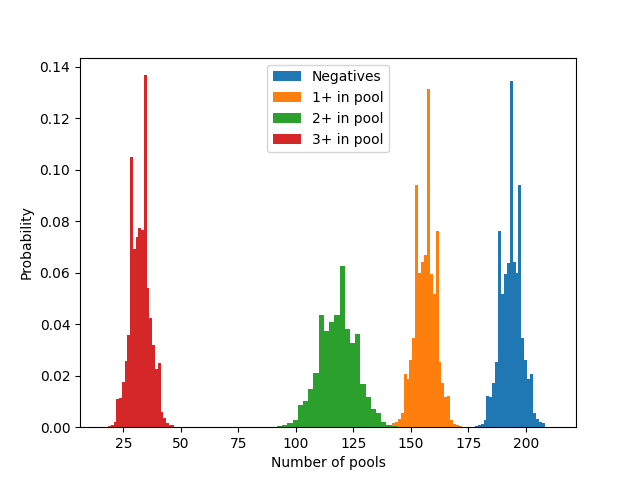 0.14
0.12
0.10
0.08
0.06
0.04
0.02
0.00
Probability
Negatives
1+ in pool
2+ in pool
3+ in pool
25 50 75 100 125 150 175 200
Number of pools